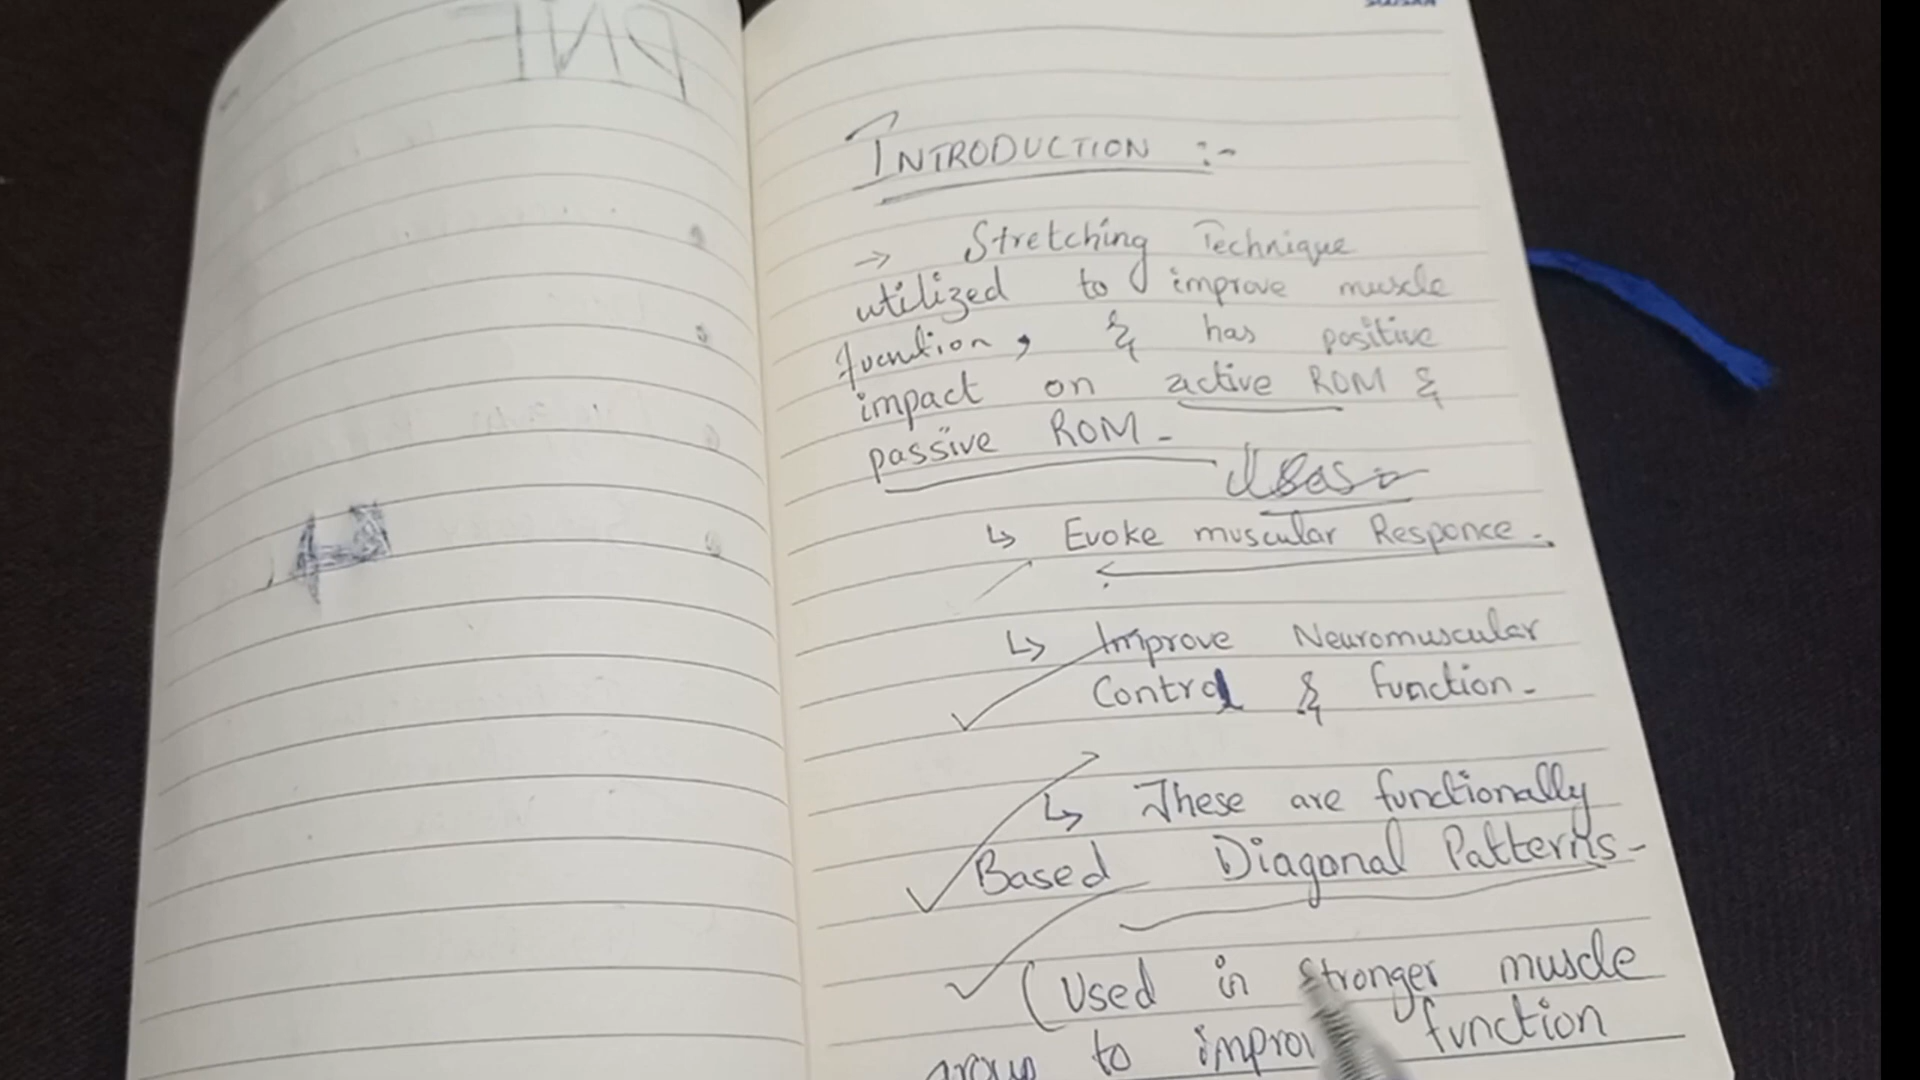 PNF
INTRODUCTION :-
→ Stretching Technique
utilized to improve muscle
function, & has positive
impact on active ROM &
passive ROM -
↳ Evoke muscular Responce -
↳ Improve Neuromuscular
Control & function -
↳ These are functionally
Based Diagonal Patterns -
(Used in stronger muscle
group to function